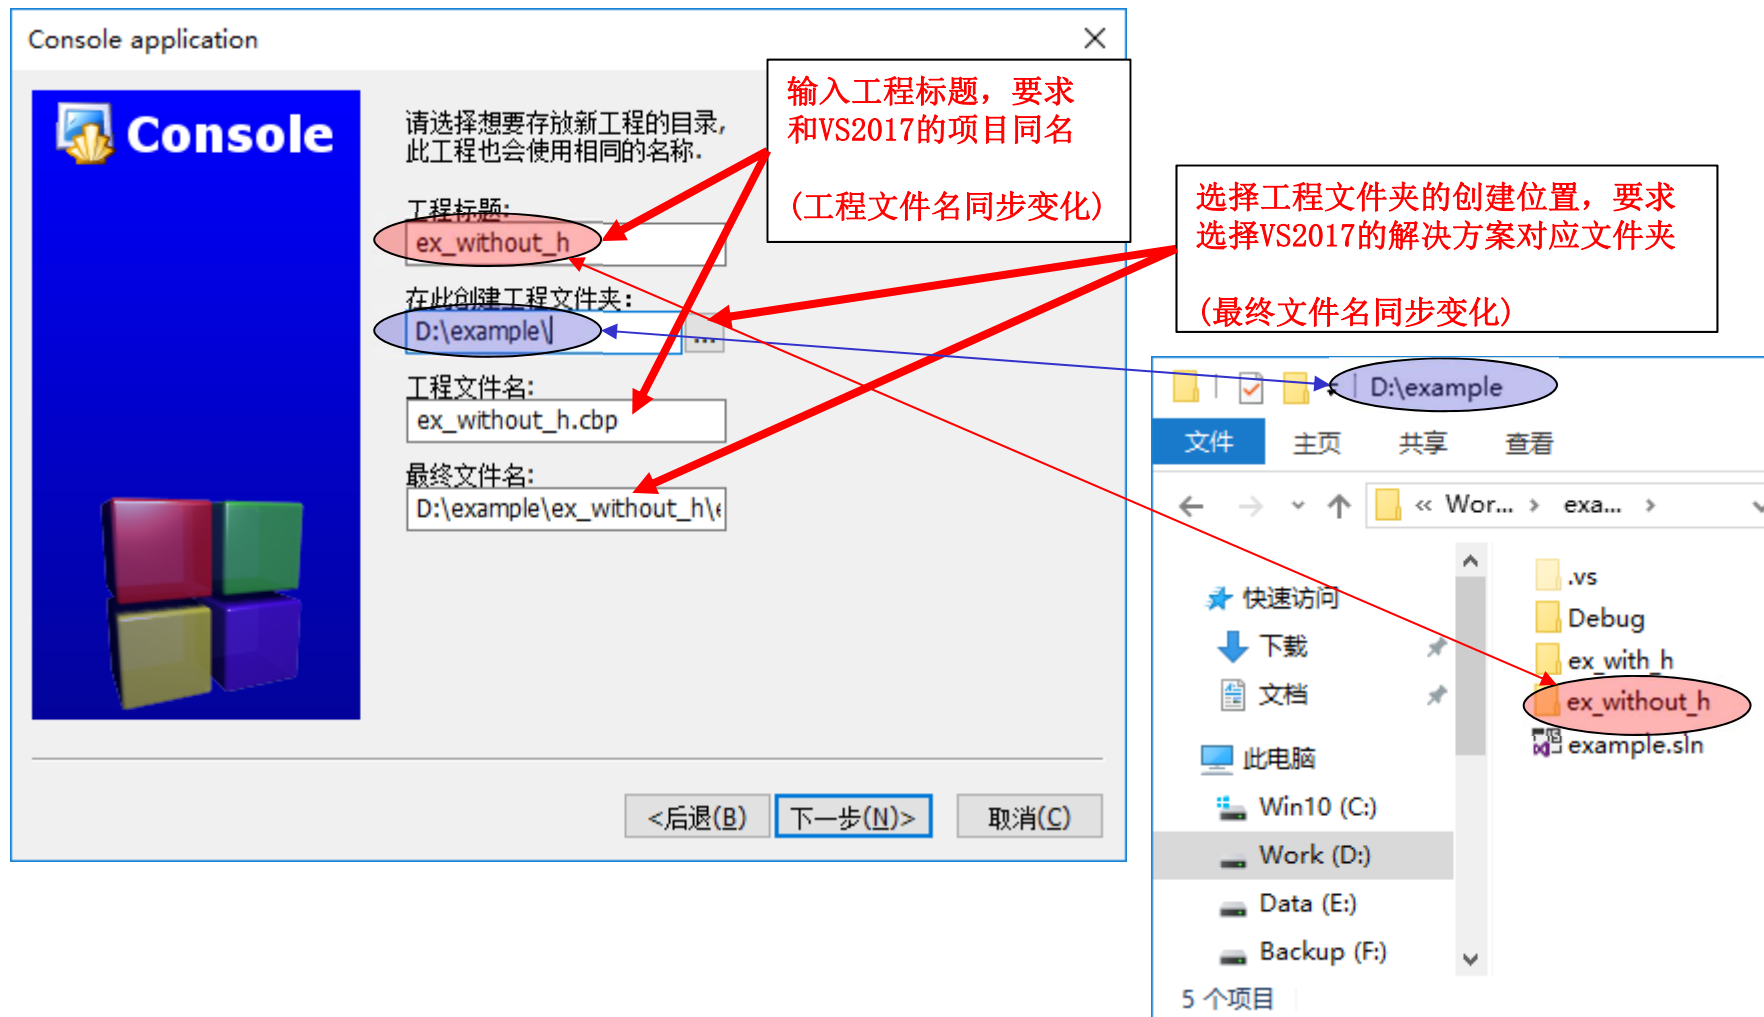 Console application
Console
请选择想要存放新工程的目录,
此工程也会使用相同的名称.
工程标题:
ex_without_h
在此创建工程文件夹:
D:\example\
...
工程文件名:
ex_without_h.cbp
最终文件名:
D:\example\ex_without_h\e
<后退(B)
下一步(N)>
取消(C)
输入工程标题，要求
和VS2017的项目同名
(工程文件名同步变化)
选择工程文件夹的创建位置，要求
选择VS2017的解决方案对应文件夹
(最终文件名同步变化)
D:\example
文件
主页
共享
查看
« Wor... › exa... ›
快速访问
下载
文档
此电脑
Win10 (C:)
Work (D:)
Data (E:)
Backup (F:)
.vs
Debug
ex_with_h
ex_without_h
example.sln
5 个项目